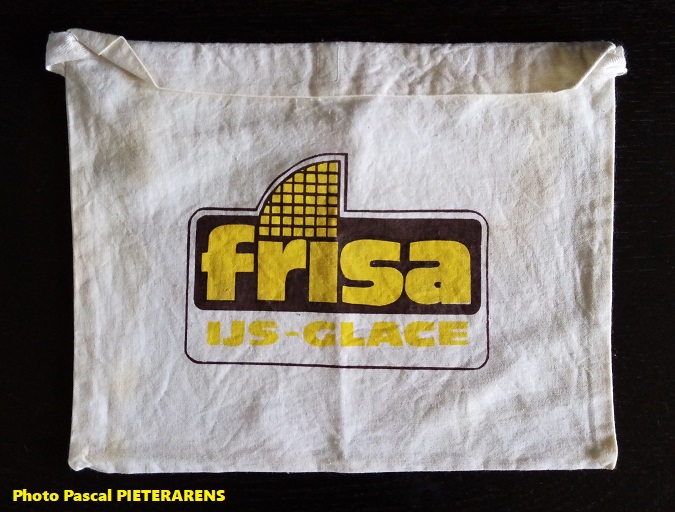 frisa
IJS-GLACE
Photo Pascal PIETERARENS